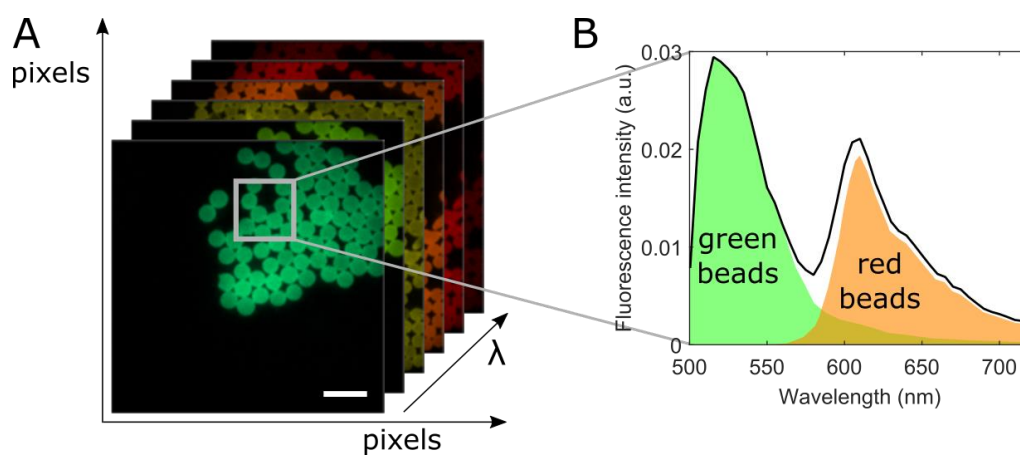 A
pixels
λ
pixels
B
Fluorescence intensity (a.u.)
0.03
0.02
0.01
0
green
beads
red
beads
500
550
600
650
700
Wavelength (nm)